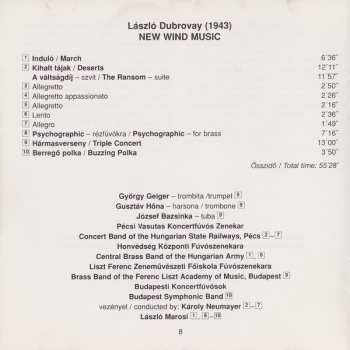 László Dubrovay (1943)
NEW WIND MUSIC
1 Induló / March 6'36"
2 Kihalt tájak / Deserts 12'11"
A váltságdíj – szvit / The Ransom – suite 11'57"
3 Allegretto 2'50"
4 Allegretto appassionato 2'26"
5 Allegretto 2'16"
6 Lento 2'36"
7 Allegro 1'49"
8 Psychographic – rézfúvókra / Psychographic – for brass 7'16"
9 Hármasverseny / Triple Concert 13'00"
10 Berregő polka / Buzzing Polka 3'50"
Összidő / Total time: 55'28"
György Geiger – trombita /trumpet 9
Gusztáv Hőna – harsona / trombone 9
József Bazsinka – tuba 9
Pécsi Vasutas Koncertfúvós Zenekar
Concert Band of the Hungarian State Railways, Pécs 2–7
Honvédség Központi Fúvószenekara
Central Brass Band of the Hungarian Army 1, 8
Liszt Ferenc Zeneművészeti Főiskola Fúvószenekara
Brass Band of the Ferenc Liszt Academy of Music, Budapest 9
Budapesti Koncertfúvósok
Budapest Symphonic Band 10
vezényel / conducted by: Károly Neumayer 2–7
László Marosi 1, 8–10
8